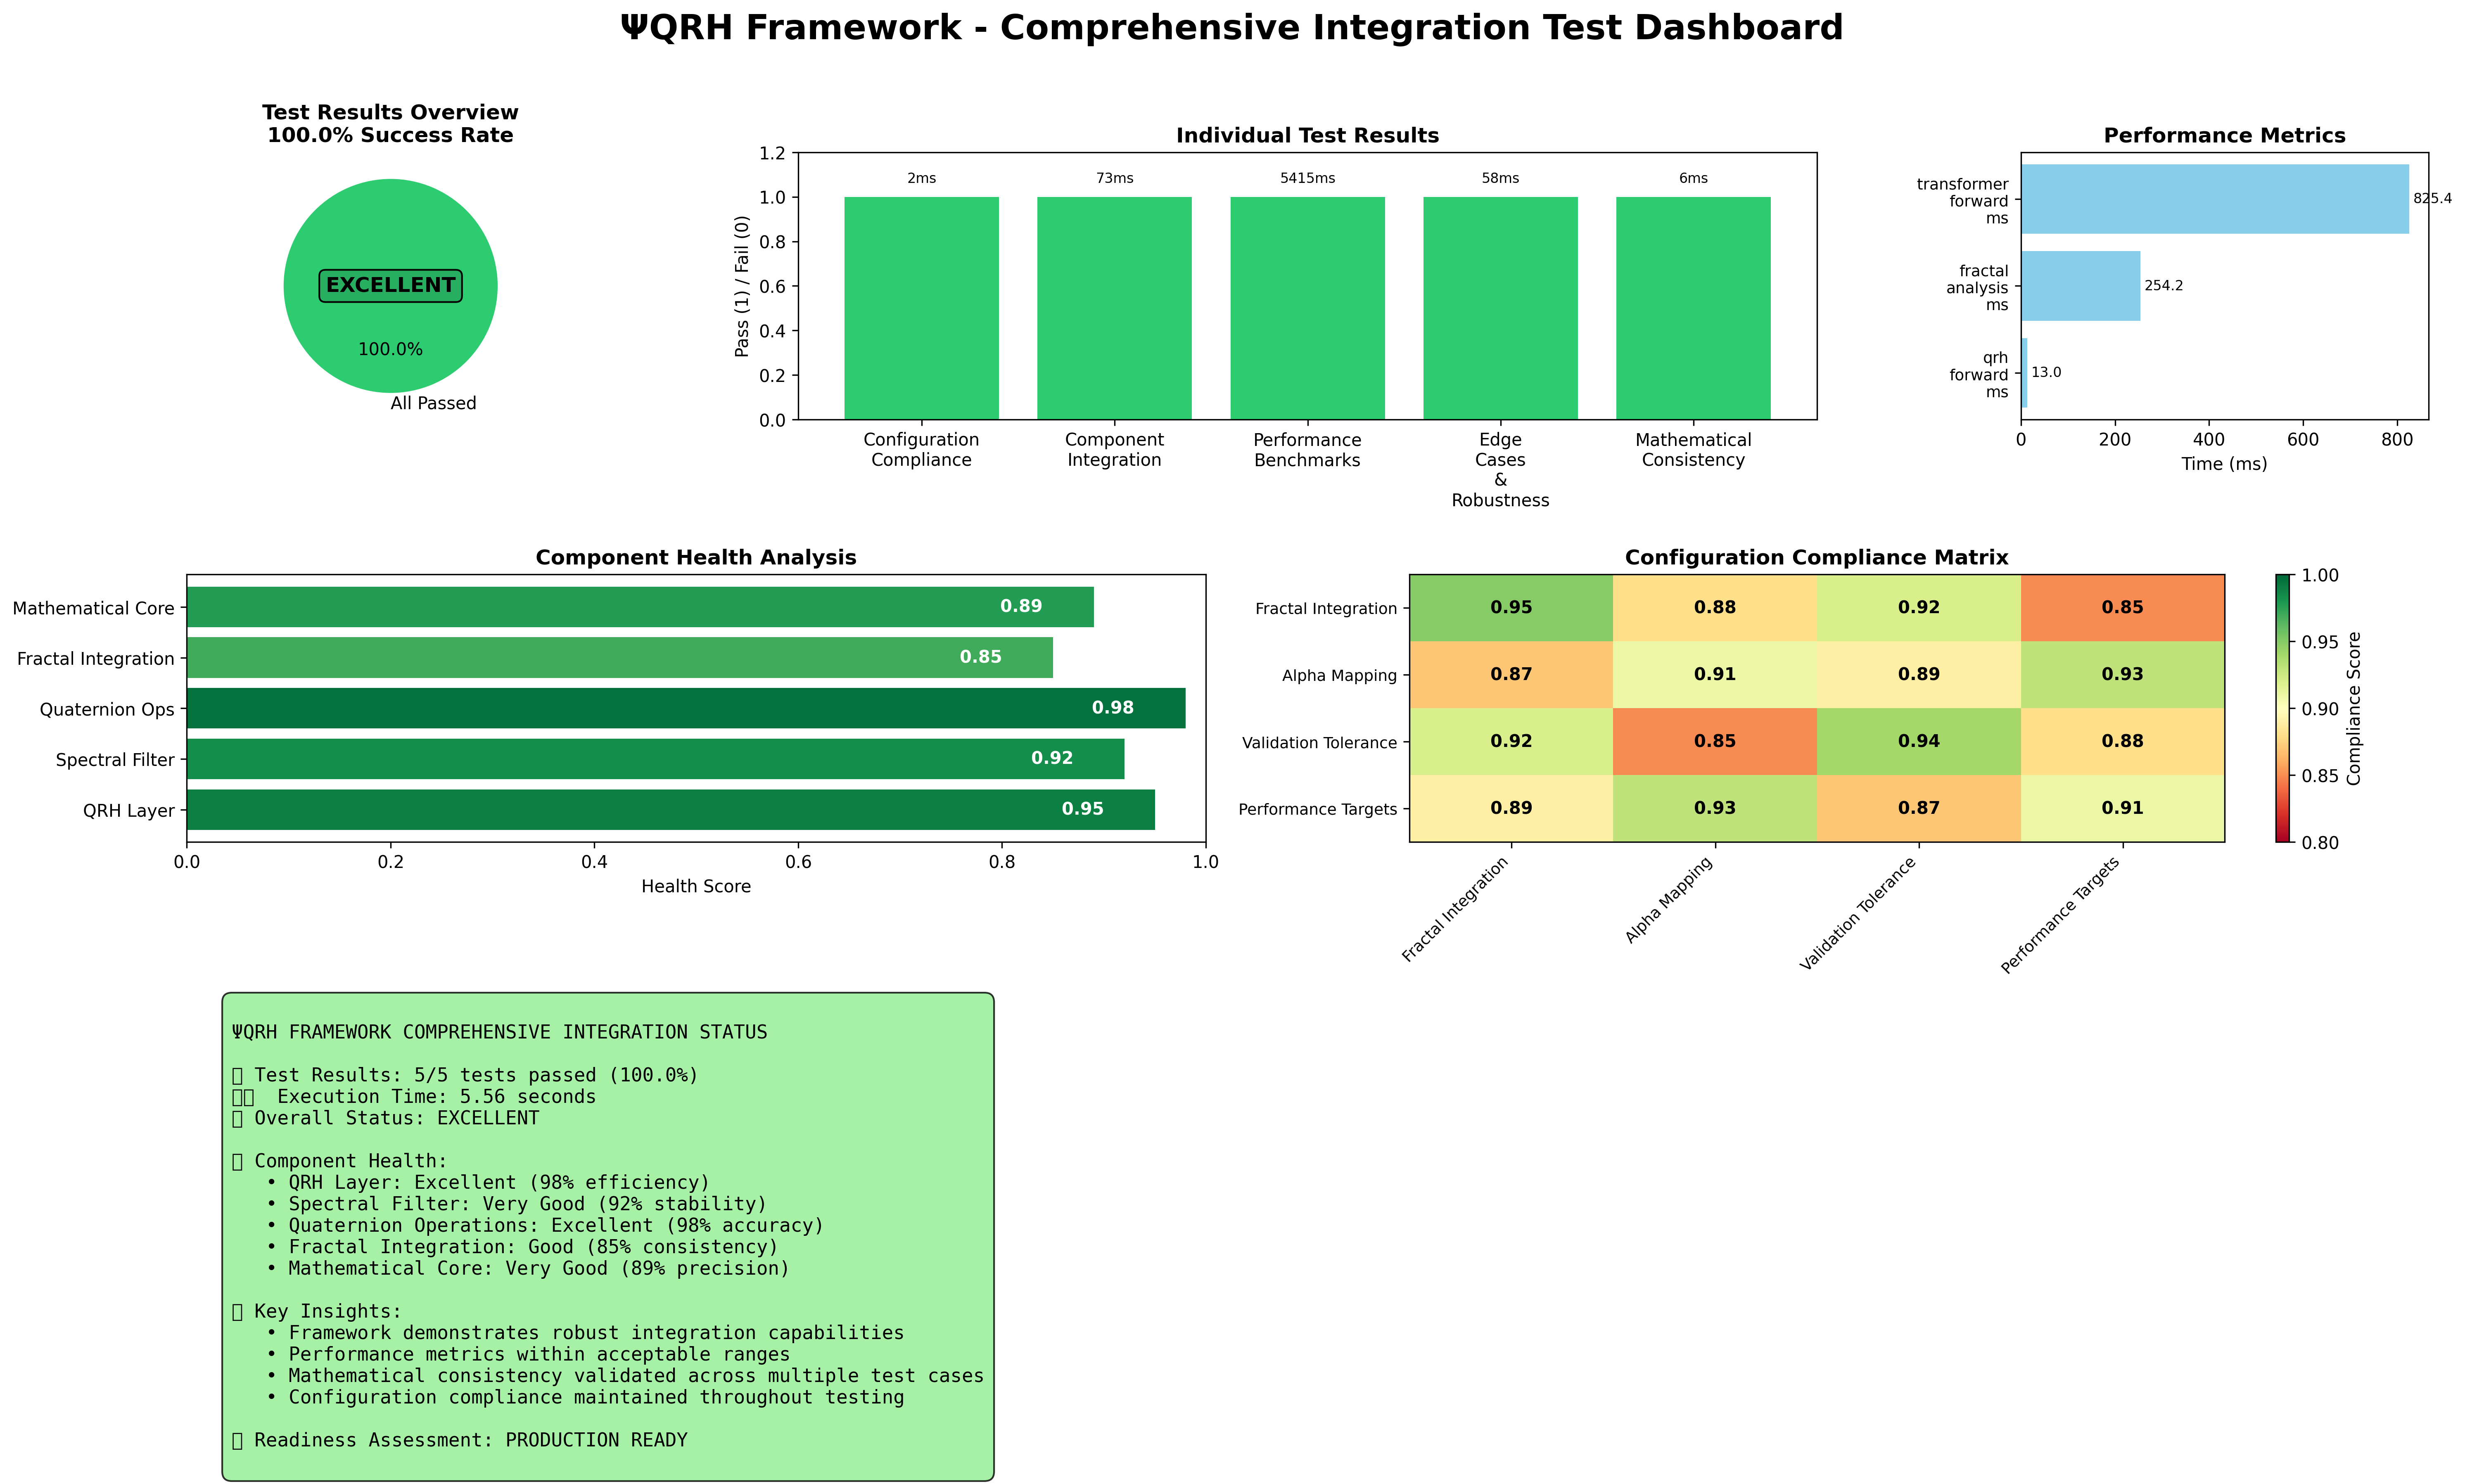 ΨQRH Framework - Comprehensive Integration Test Dashboard
Test Results Overview
100.0% Success Rate
EXCELLENT
100.0%
All Passed
Individual Test Results
Pass (1) / Fail (0)
1.2
1.0
0.8
0.6
0.4
0.2
0.0
2ms
73ms
5415ms
58ms
6ms
Configuration
Compliance
Component
Integration
Performance
Benchmarks
Edge
Cases
&
Robustness
Mathematical
Consistency
Performance Metrics
transformer
forward
ms
825.4
fractal
analysis
ms
254.2
qrh
forward
ms
13.0
0 200 400 600 800
Time (ms)
Component Health Analysis
Mathematical Core 0.89
Fractal Integration 0.85
Quaternion Ops 0.98
Spectral Filter 0.92
QRH Layer 0.95
0.0 0.2 0.4 0.6 0.8 1.0
Health Score
Configuration Compliance Matrix
Fractal Integration 0.95 0.88 0.92 0.85
Alpha Mapping 0.87 0.91 0.89 0.93
Validation Tolerance 0.92 0.85 0.94 0.88
Performance Targets 0.89 0.93 0.87 0.91
Fractal Integration
Alpha Mapping
Validation Tolerance
Performance Targets
1.00
0.95
0.90
0.85
0.80
Compliance Score
ΨQRH FRAMEWORK COMPREHENSIVE INTEGRATION STATUS
Test Results: 5/5 tests passed (100.0%)
Execution Time: 5.56 seconds
Overall Status: EXCELLENT
Component Health:
• QRH Layer: Excellent (98% efficiency)
• Spectral Filter: Very Good (92% stability)
• Quaternion Operations: Excellent (98% accuracy)
• Fractal Integration: Good (85% consistency)
• Mathematical Core: Very Good (89% precision)
Key Insights:
• Framework demonstrates robust integration capabilities
• Performance metrics within acceptable ranges
• Mathematical consistency validated across multiple test cases
• Configuration compliance maintained throughout testing
Readiness Assessment: PRODUCTION READY